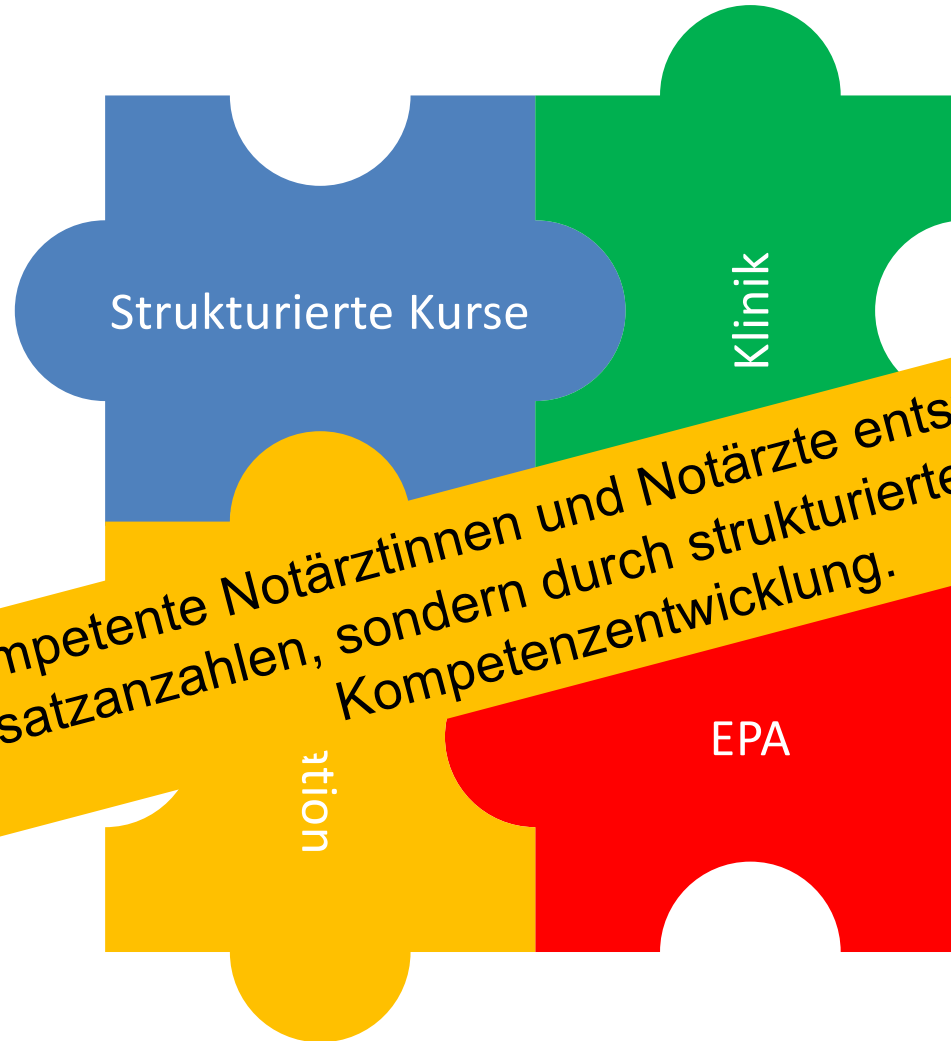 Strukturierte Kurse
Klinik
mpetente Notärztinnen und Notärzte ents
satzanzahlen, sondern durch strukturierte
Kompetenzentwicklung.
ation
EPA